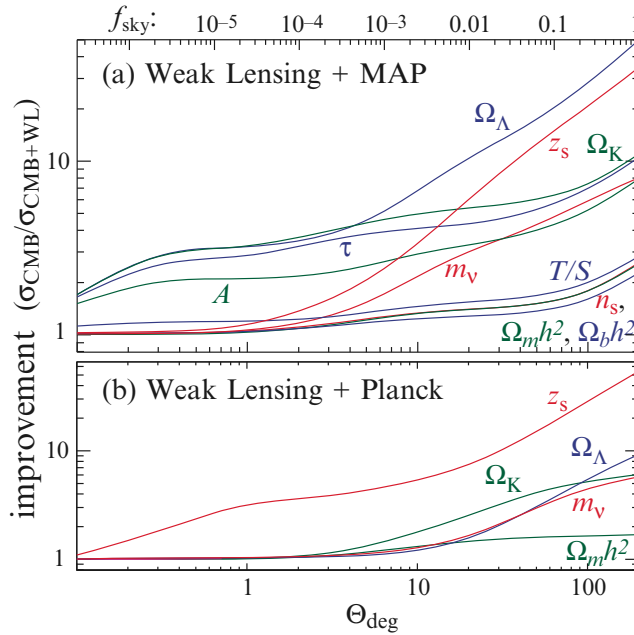 f_sky: 10⁻⁵ 10⁻⁴ 10⁻³ 0.01 0.1 1
(a) Weak Lensing + MAP
Ω_Λ
z_s
Ω_K
10
τ
T/S
m_ν
A
n_s,
Ω_m h², Ω_b h²
1
improvement (σ_CMB/σ_CMB+WL)
(b) Weak Lensing + Planck
z_s
10
Ω_Λ
Ω_K
m_ν
Ω_m h²
1
1 10 100
Θ_deg